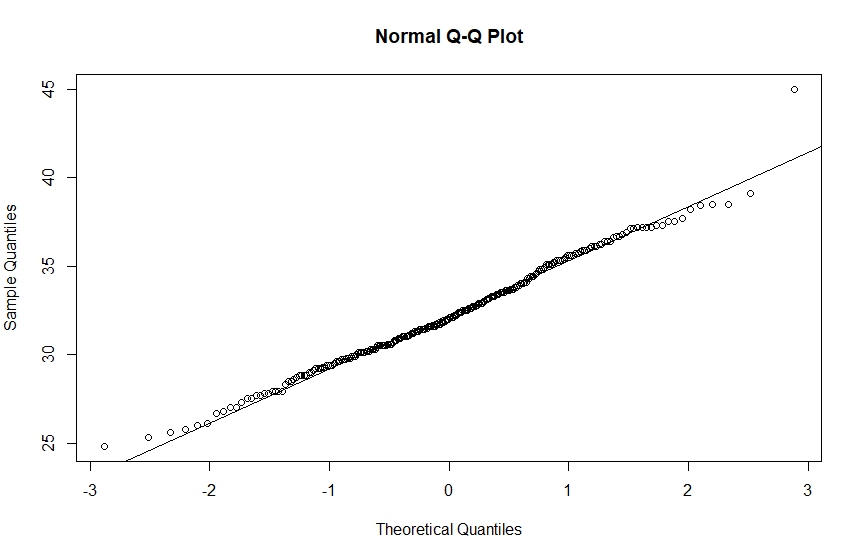 Normal Q-Q Plot
45
40
35
30
25
Sample Quantiles
-3 -2 -1 0 1 2 3
Theoretical Quantiles